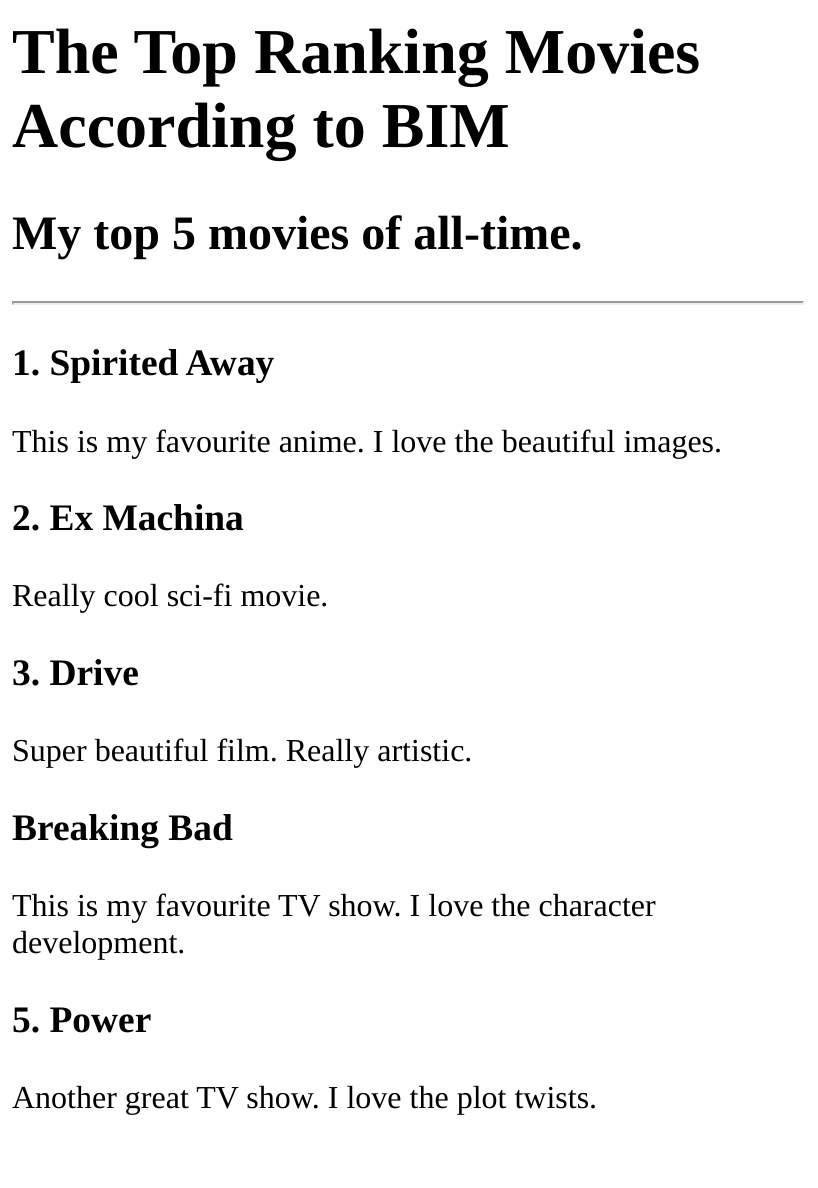 The Top Ranking Movies
According to BIM
My top 5 movies of all-time.
1. Spirited Away
This is my favourite anime. I love the beautiful images.
2. Ex Machina
Really cool sci-fi movie.
3. Drive
Super beautiful film. Really artistic.
Breaking Bad
This is my favourite TV show. I love the character
development.
5. Power
Another great TV show. I love the plot twists.